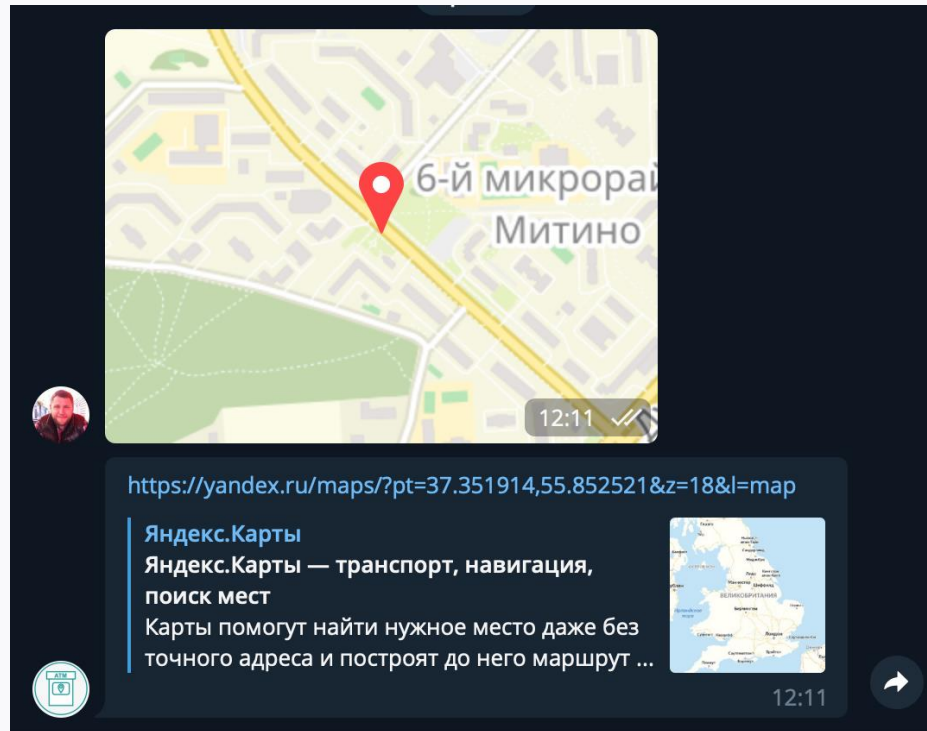 6-й микрорай
Митино
12:11
https://yandex.ru/maps/?pt=37.351914,55.852521&z=18&l=map
Яндекс.Карты
Яндекс.Карты — транспорт, навигация,
поиск мест
Карты помогут найти нужное место даже без
точного адреса и построят до него маршрут ...
ВЕЛИКОБРИТАНИЯ
ATM
12:11